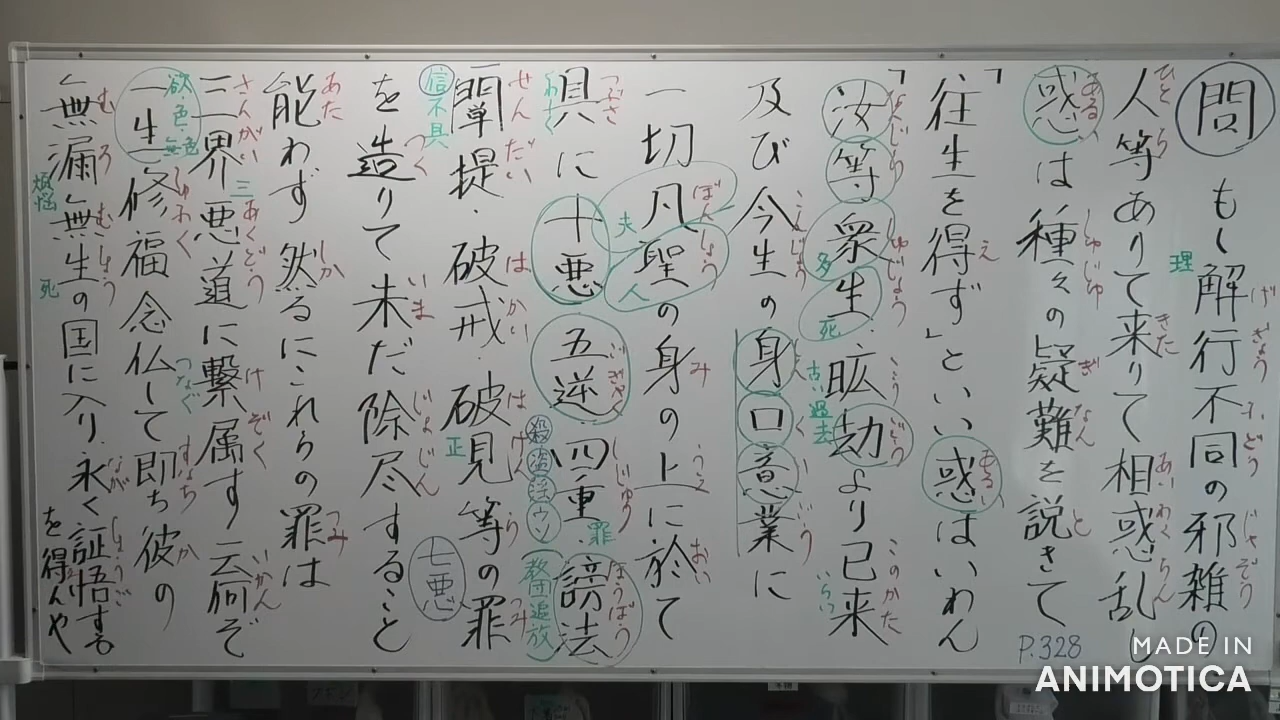 問 もし解行不同の邪雑の
人等ありて来りて相惑乱し
惑は種々の疑難を説きて
「往生を得ず」といい惑はいわん
「汝等衆生、昿劫より已来
及び今生の身口意業に
一切凡聖の身の上に於て
具に十悪五逆・四重・謗法
闡提・破戒・破見等の罪
を造りて未だ除尽すること
能わず然るにこれらの罪は
三界悪道に繋属す云何ぞ
一生修福念仏して即ち彼の
無漏無生の国に入り、永く証悟する
を得んや
P.328
MADE IN
ANIMOTICA